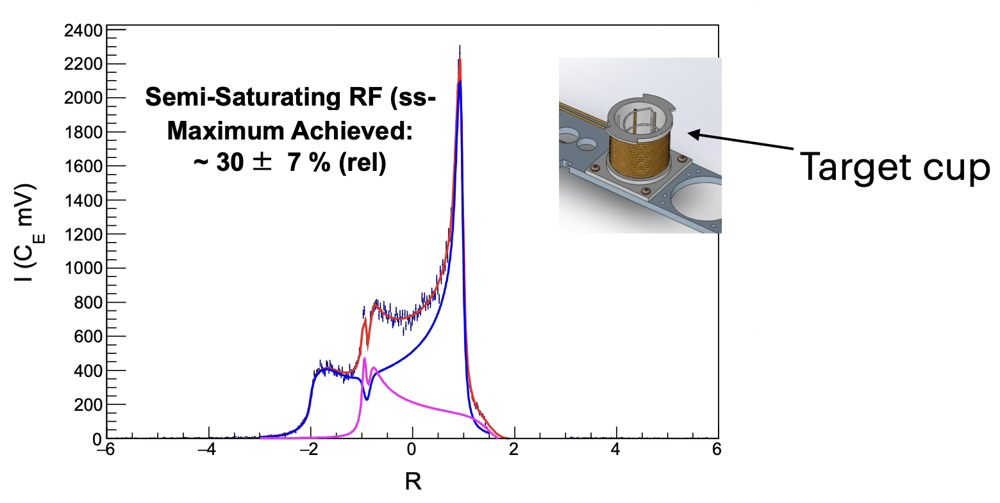 Semi-Saturating RF (ss-
Maximum Achieved:
~ 30 ± 7 % (rel)
Target cup
I (C_E mV)
2400
2200
2000
1800
1600
1400
1200
1000
800
600
400
200
0
−6 −4 −2 0 2 4 6
R